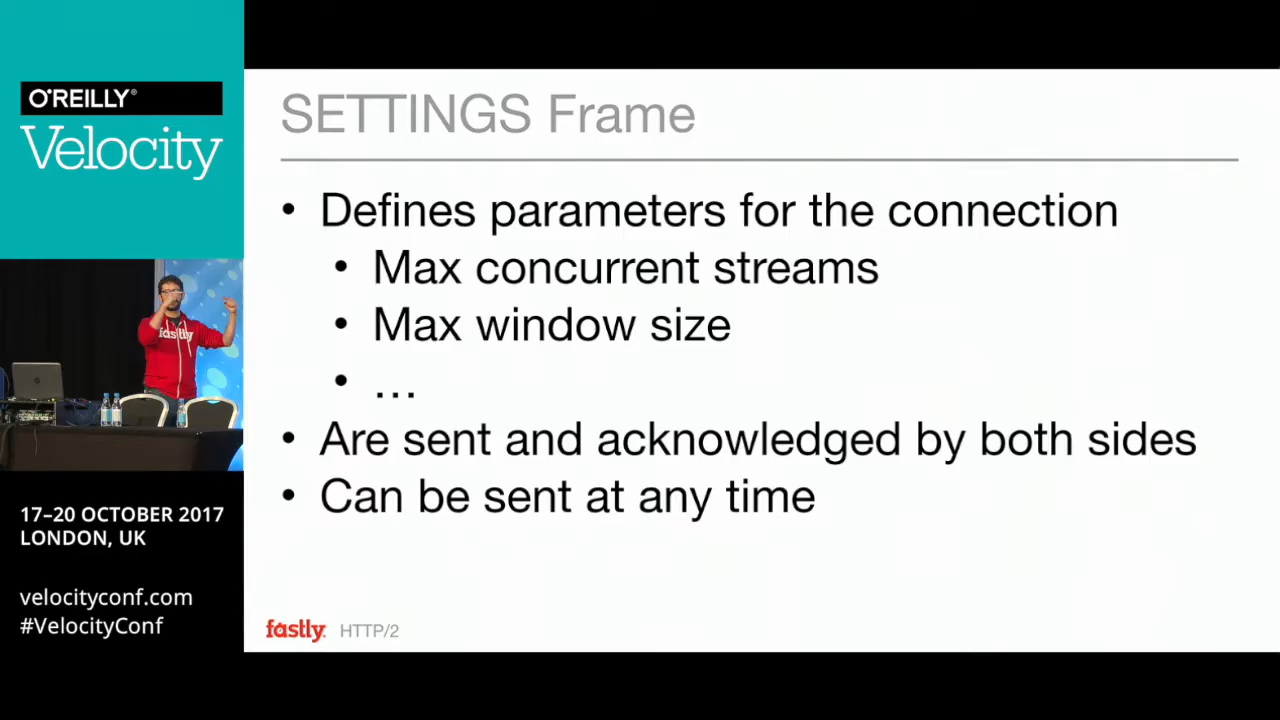 O'REILLY®
Velocity
fastly
17–20 OCTOBER 2017
LONDON, UK
velocityconf.com
#VelocityConf
SETTINGS Frame
• Defines parameters for the connection
• Max concurrent streams
• Max window size
• …
• Are sent and acknowledged by both sides
• Can be sent at any time
fastly. HTTP/2